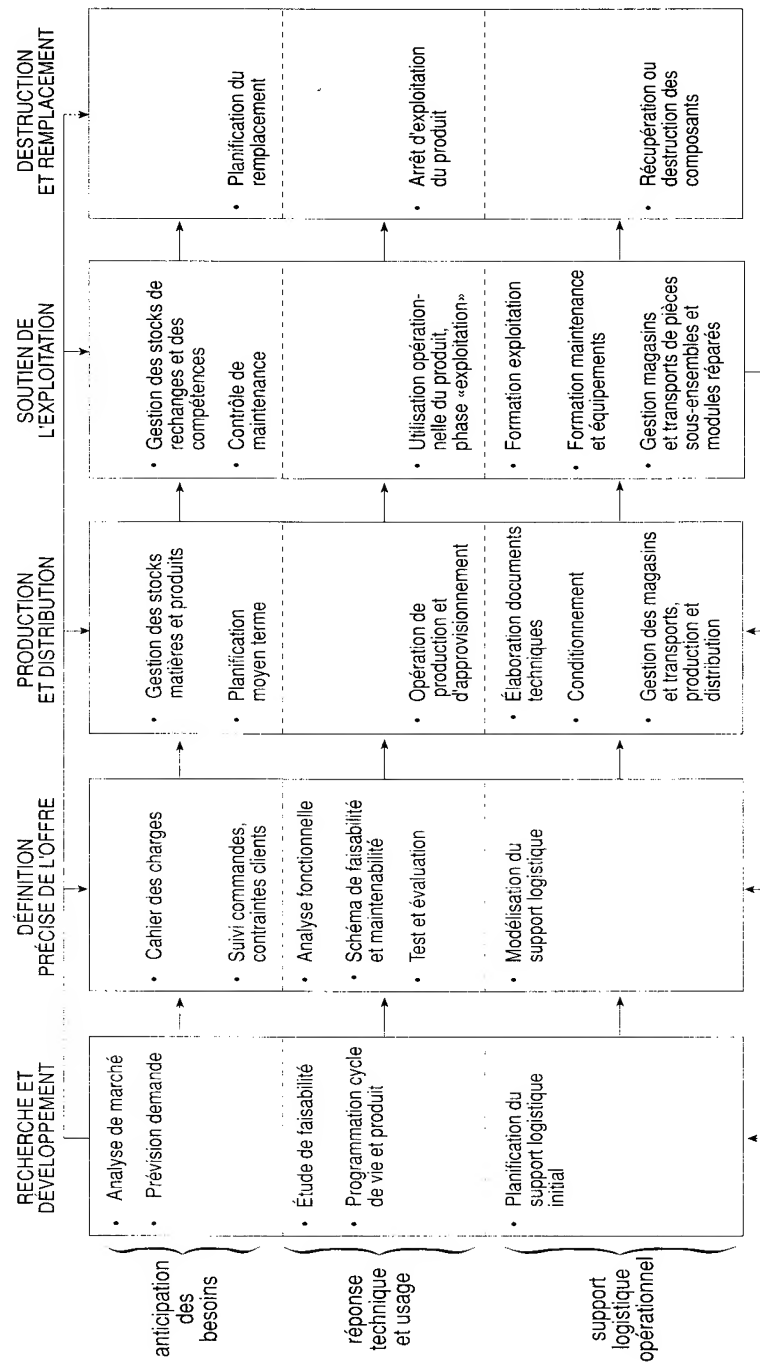 RECHERCHE ET
DÉVELOPPEMENT
DÉFINITION
PRÉCISE DE L'OFFRE
PRODUCTION
ET DISTRIBUTION
SOUTIEN DE
L'EXPLOITATION
DESTRUCTION
ET REMPLACEMENT
anticipation
des
besoins
• Analyse de marché
• Prévision demande
• Cahier des charges
• Suivi commandes,
contraintes clients
• Gestion des stocks
matières et produits
• Planification
moyen terme
• Gestion des stocks de
rechanges et des
compétences
• Contrôle de
maintenance
• Planification du
remplacement
réponse
technique
et usage
• Étude de faisabilité
• Programmation cycle
de vie et produit
• Analyse fonctionnelle
• Schéma de faisabilité
et maintenabilité
• Test et évaluation
• Opération de
production et
d'approvisionnement
• Utilisation opération-
nelle du produit,
phase «exploitation»
• Arrêt d'exploitation
du produit
support
logistique
opérationnel
• Planification du
support logistique
initial
• Modélisation du
support logistique
• Élaboration documents
techniques
• Conditionnement
• Gestion des magasins
et transports,
production et
distribution
• Formation exploitation
• Formation maintenance
et équipements
• Gestion magasins
et transports de pièces
sous-ensembles et
modules réparés
• Récupération ou
destruction des
composants